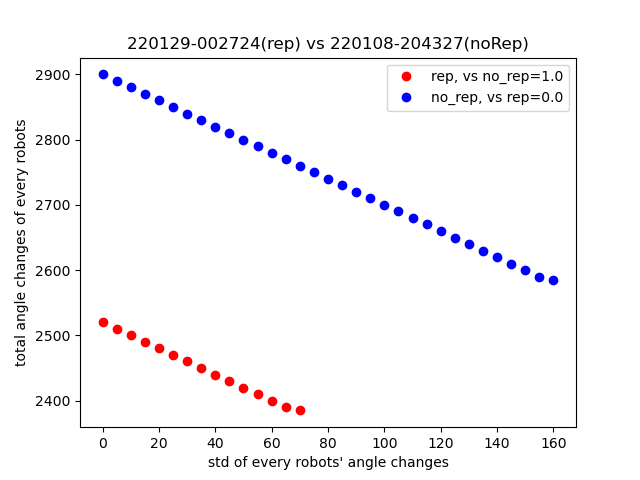 220129-002724(rep) vs 220108-204327(noRep)
rep, vs no_rep=1.0
no_rep, vs rep=0.0
total angle changes of every robots
2900
2800
2700
2600
2500
2400
0 20 40 60 80 100 120 140 160
std of every robots' angle changes